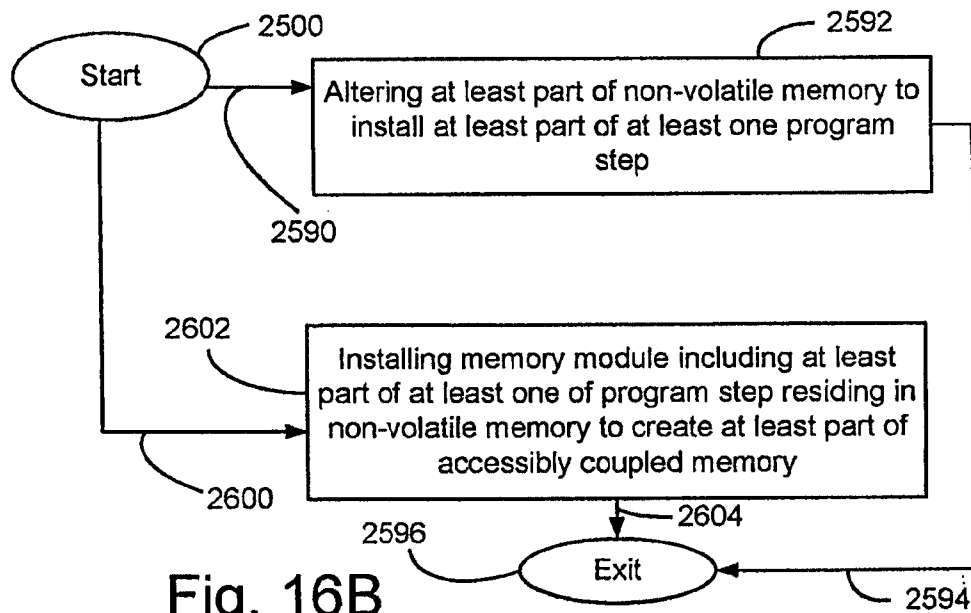 2500
2592
Start
Altering at least part of non-volatile memory to
install at least part of at least one program
step
2590
2602
Installing memory module including at least
part of at least one of program step residing in
non-volatile memory to create at least part of
accessibly coupled memory
2600
2604
2596
Exit
Fig. 16B
2594